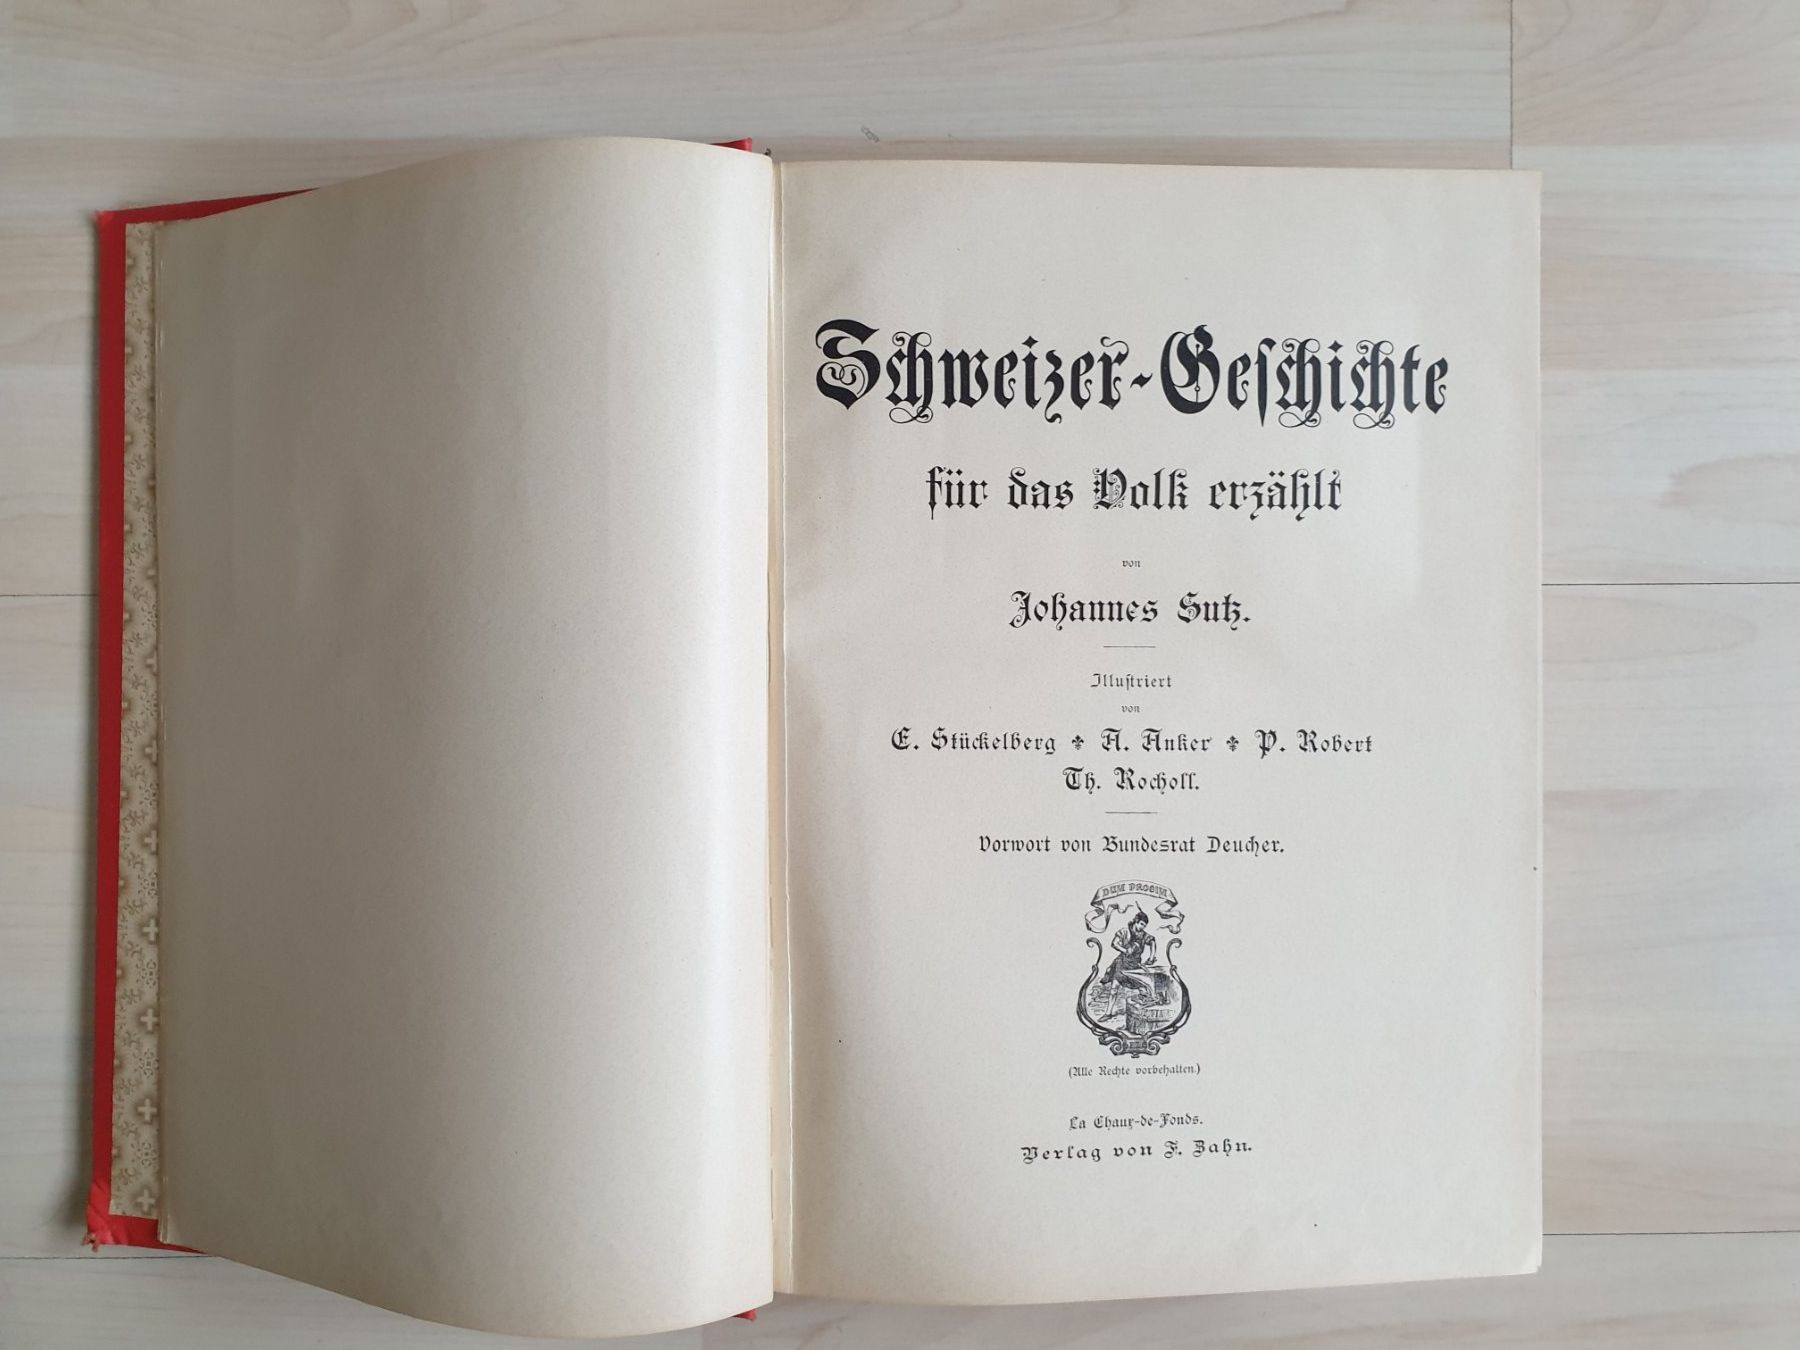 Schweizer-Geschichte
für das Volk erzählt
von
Johannes Sutz.
Illustriert
von
E. Stückelberg ⚜ A. Anker ⚜ P. Robert
Th. Rocholl.
Vorwort von Bundesrat Deucher.
DUM PROSIM
(Alle Rechte vorbehalten.)
La Chaux-de-Fonds.
Verlag von F. Zahn.